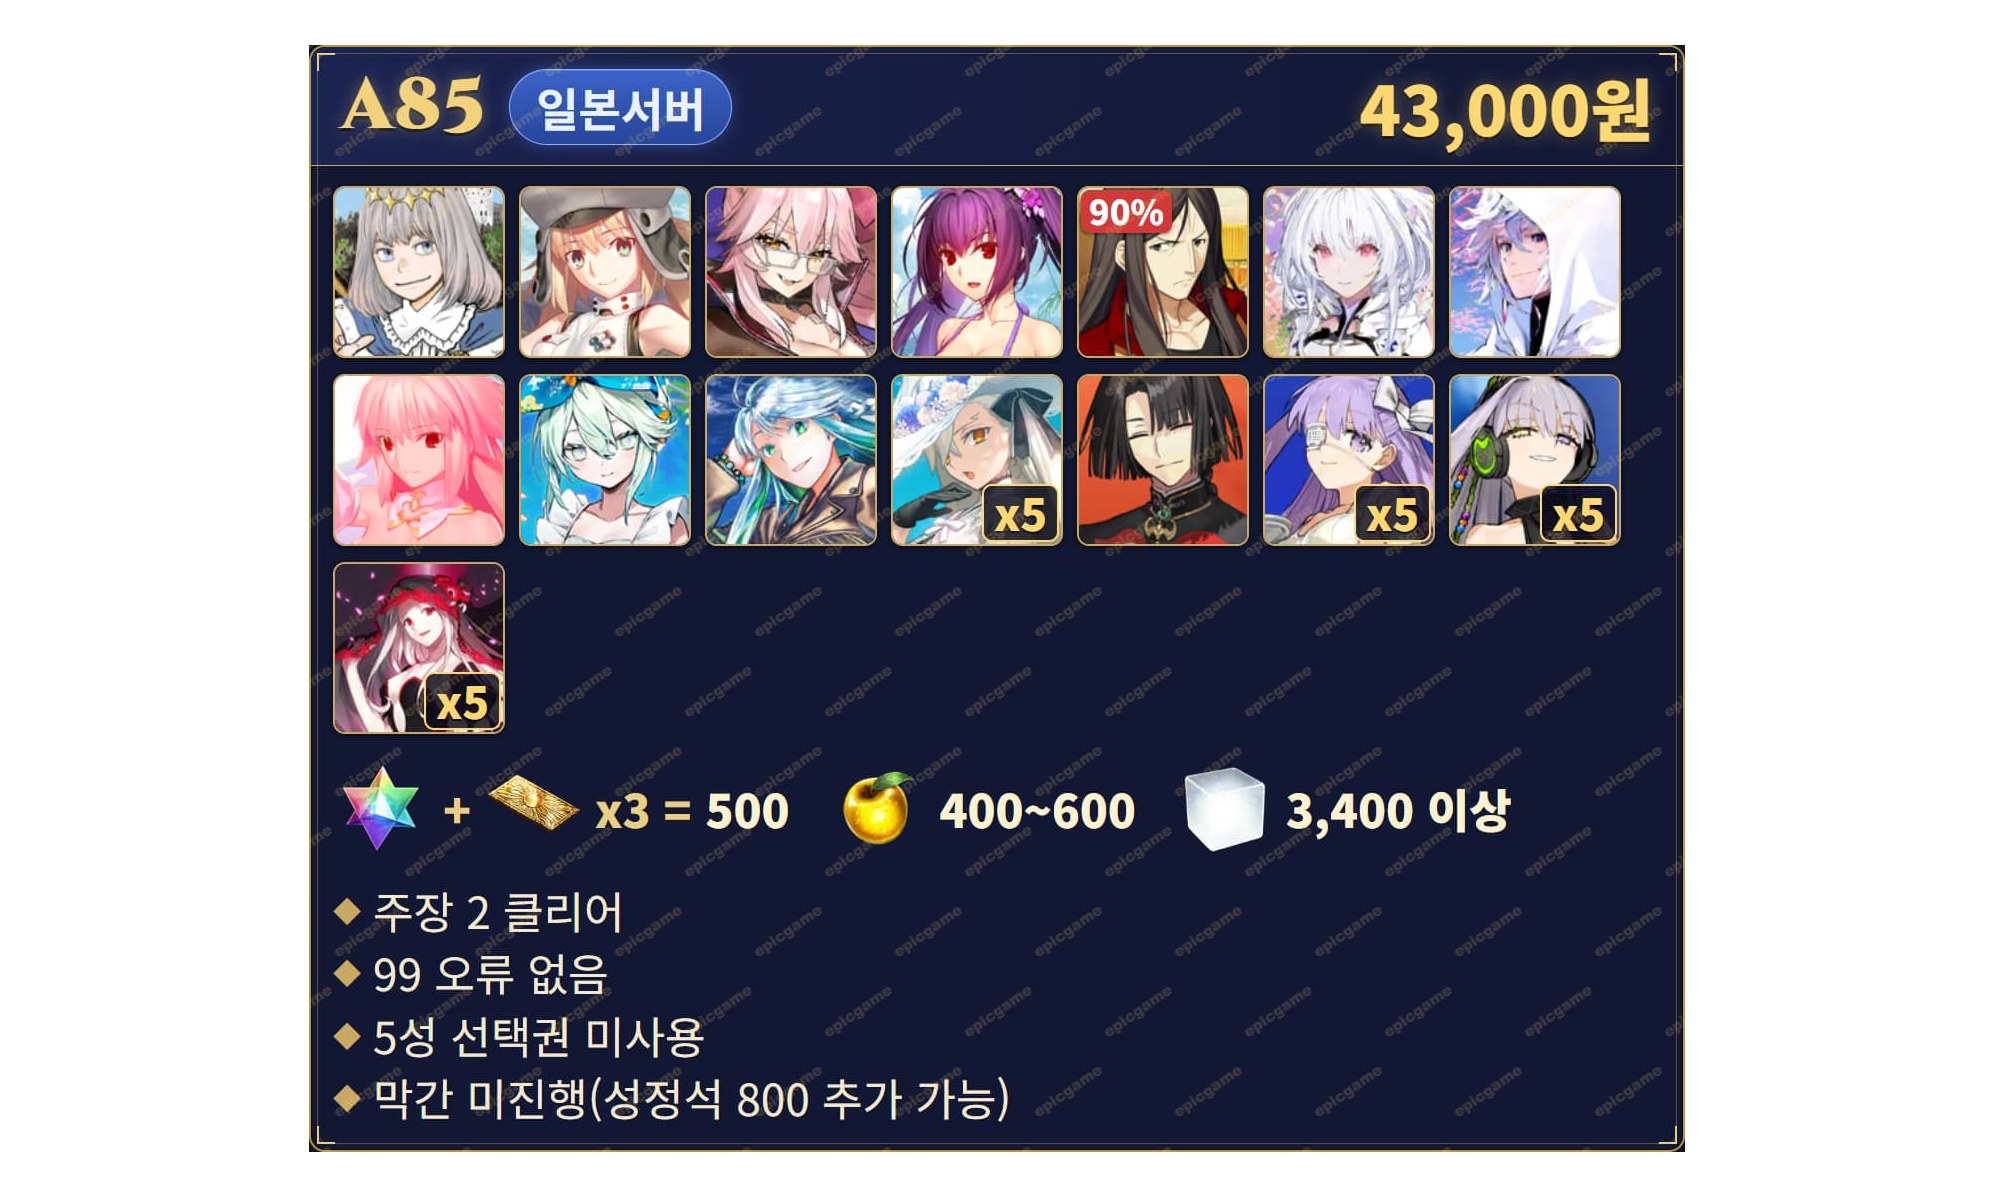 A85 일본서버 43,000원
90%
x5 x5 x5
x5
+ x3 = 500 400~600 3,400 이상
주장 2 클리어
99 오류 없음
5성 선택권 미사용
막간 미진행(성정석 800 추가 가능)
epicgame